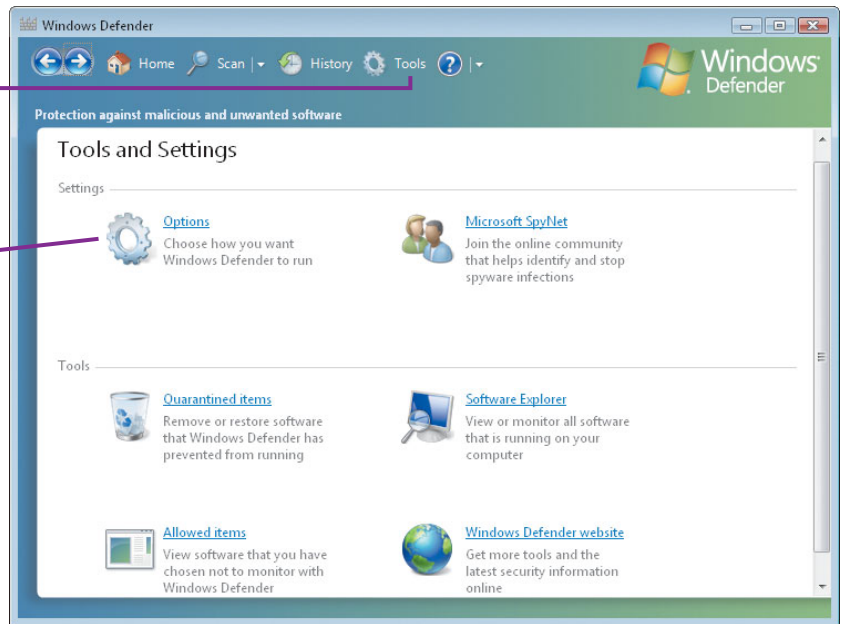 Windows Defender
Home Scan History Tools
Windows
Defender
Protection against malicious and unwanted software
Tools and Settings
Settings
Options
Choose how you want
Windows Defender to run
Microsoft SpyNet
Join the online community
that helps identify and stop
spyware infections
Tools
Quarantined items
Remove or restore software
that Windows Defender has
prevented from running
Software Explorer
View or monitor all software
that is running on your
computer
Allowed items
View software that you have
chosen not to monitor with
Windows Defender
Windows Defender website
Get more tools and the
latest security information
online